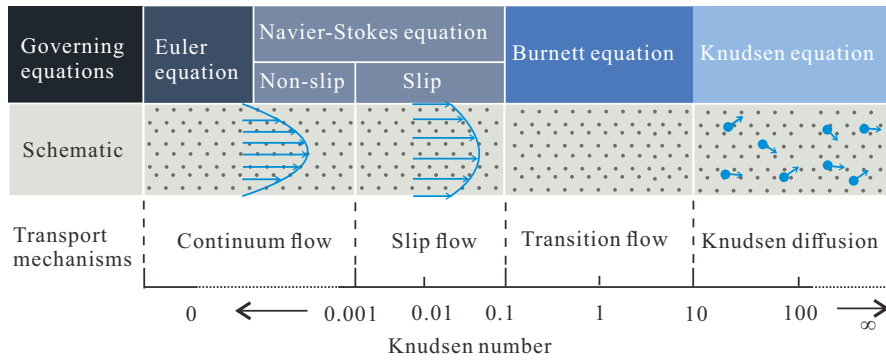 Governing
equations
Euler
equation
Navier-Stokes equation
Non-slip
Slip
Burnett equation
Knudsen equation
Schematic
Transport
mechanisms
Continuum flow
Slip flow
Transition flow
Knudsen diffusion
0
0.001
0.01
0.1
1
10
100
∞
Knudsen number